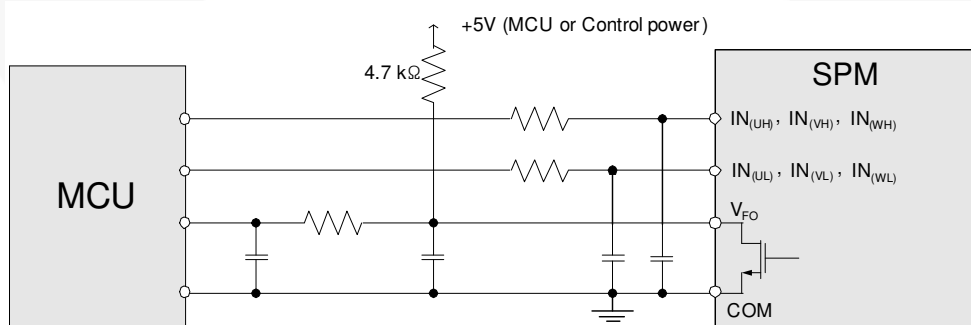 +5V (MCU or Control power)
4.7 kΩ
SPM
IN(UH), IN(VH), IN(WH)
IN(UL), IN(VL), IN(WL)
MCU
VFO
COM